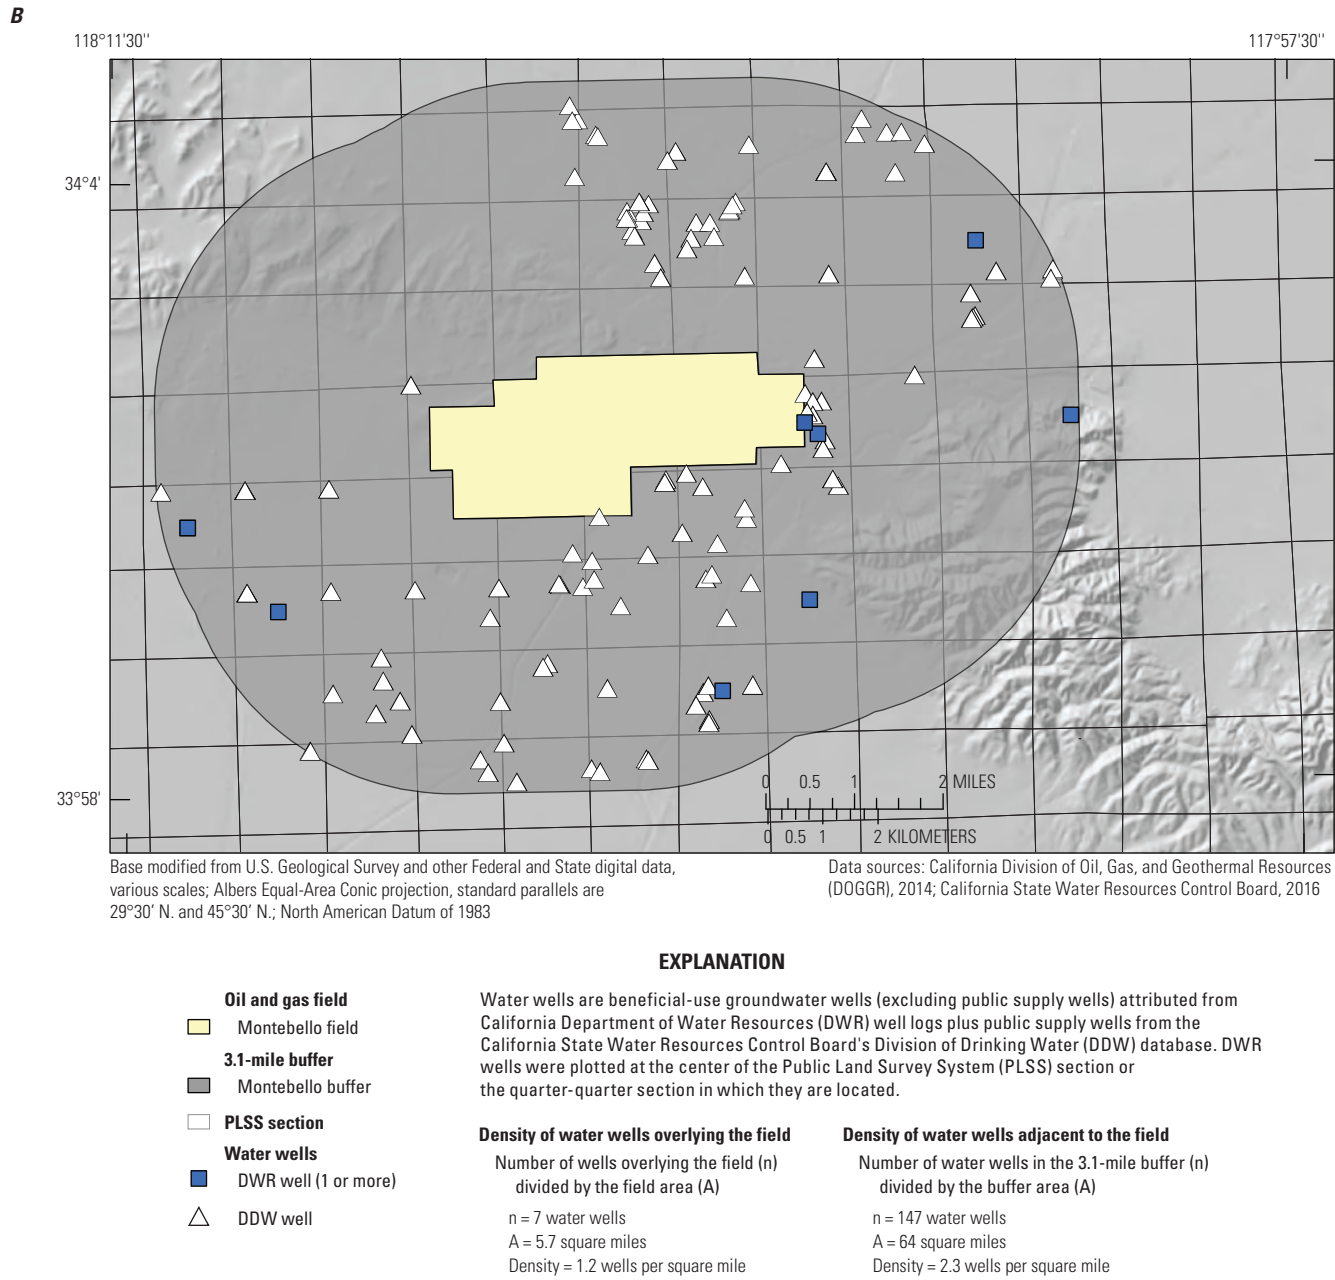 B
118°11'30"
117°57'30"
34°4'
33°58'
0 0.5 1 2 MILES
0 0.5 1 2 KILOMETERS
Base modified from U.S. Geological Survey and other Federal and State digital data,
various scales; Albers Equal-Area Conic projection, standard parallels are
29°30' N. and 45°30' N.; North American Datum of 1983
Data sources: California Division of Oil, Gas, and Geothermal Resources
(DOGGR), 2014; California State Water Resources Control Board, 2016
EXPLANATION
Oil and gas field
Montebello field
3.1-mile buffer
Montebello buffer
PLSS section
Water wells
DWR well (1 or more)
DDW well
Water wells are beneficial-use groundwater wells (excluding public supply wells) attributed from
California Department of Water Resources (DWR) well logs plus public supply wells from the
California State Water Resources Control Board's Division of Drinking Water (DDW) database. DWR
wells were plotted at the center of the Public Land Survey System (PLSS) section or
the quarter-quarter section in which they are located.
Density of water wells overlying the field
Number of wells overlying the field (n)
divided by the field area (A)
n = 7 water wells
A = 5.7 square miles
Density = 1.2 wells per square mile
Density of water wells adjacent to the field
Number of water wells in the 3.1-mile buffer (n)
divided by the buffer area (A)
n = 147 water wells
A = 64 square miles
Density = 2.3 wells per square mile